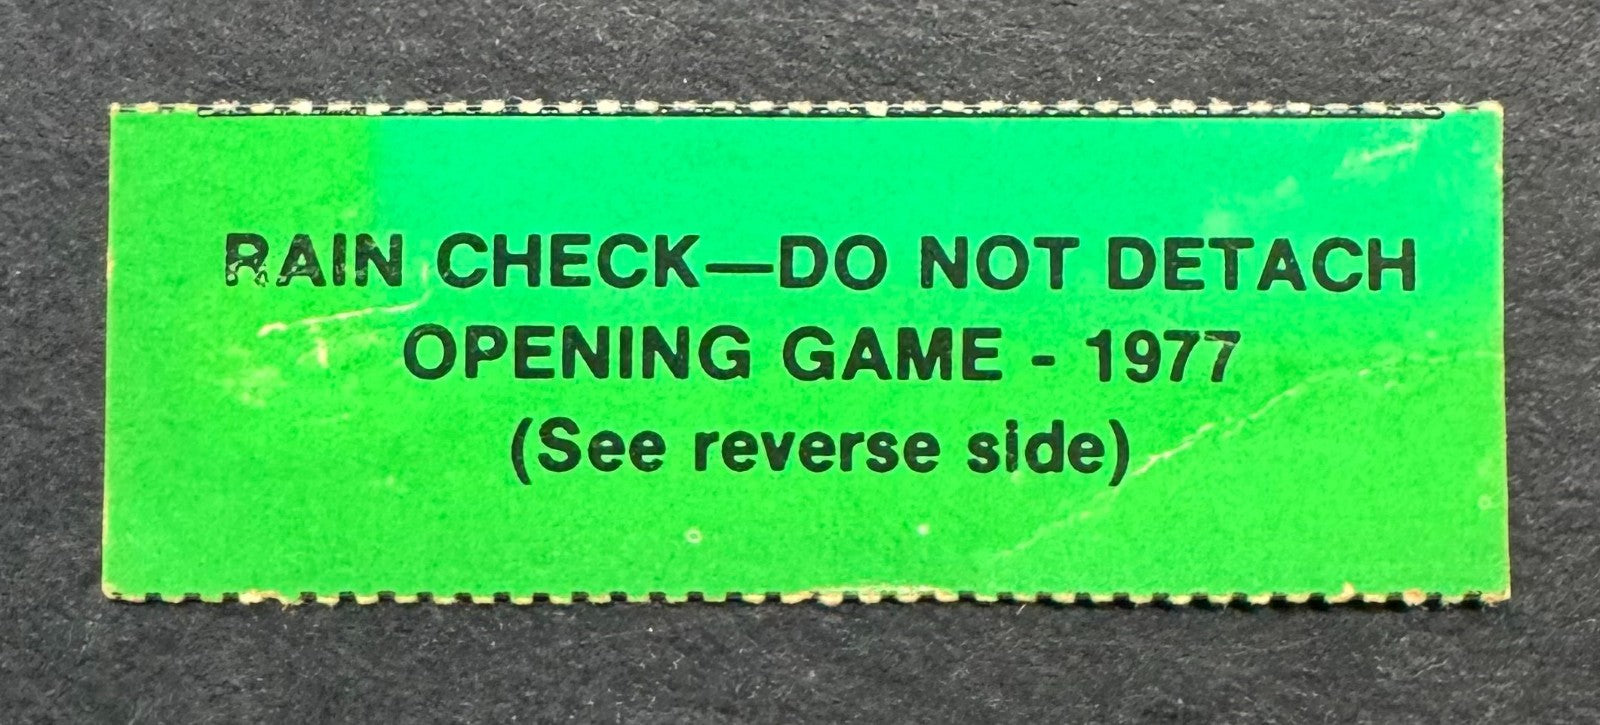 RAIN CHECK—DO NOT DETACH
OPENING GAME - 1977
(See reverse side)